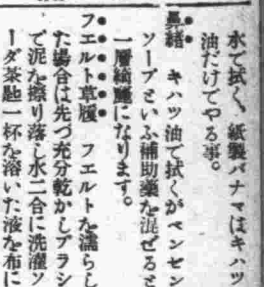 水で拭く、紙製パナマはキハツ
油だけでやる事。
鼻緒 キハツ油で拭くがベンセン
ソープといふ補助薬を混ぜると
一層綺麗になります。
フエルト草履 フエルトを濡らし
た場合は先づ充分乾かしブラシ
で泥を擦り落し水二合に洗濯ソ
ーダ茶匙一杯を溶いた液を布に